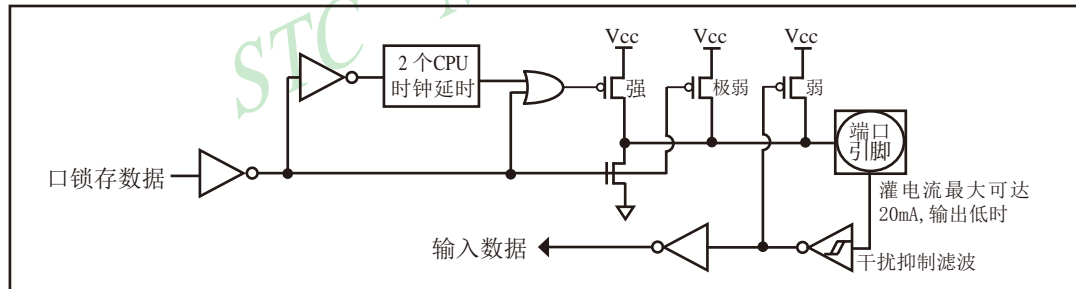 STC
Vcc
Vcc
Vcc
2个CPU
时钟延时
强
极弱
弱
端口
引脚
口锁存数据
灌电流最大可达
20mA,输出低时
输入数据
干扰抑制滤波